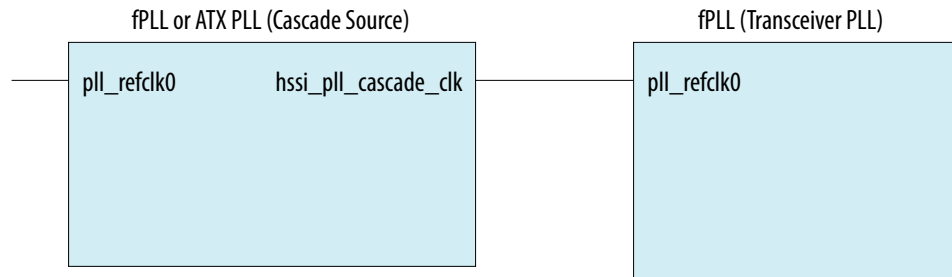 fPLL or ATX PLL (Cascade Source)
fPLL (Transceiver PLL)
pll_refclk0
hssi_pll_cascade_clk
pll_refclk0